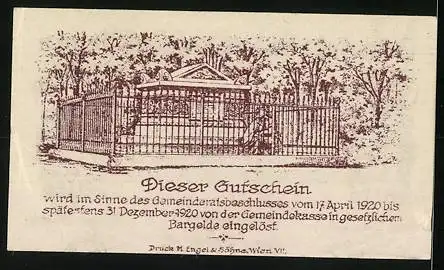 Dieser Gutschein
wird im Sinne des Gemeinderatsbeschlusses vom 17 April 1920 bis
spätestens 31 Dezember 1920 von der Gemeindekasse in gesetzlichem
Bargelde eingelöst.
Druck H. Engel & Söhne, Wien VII.